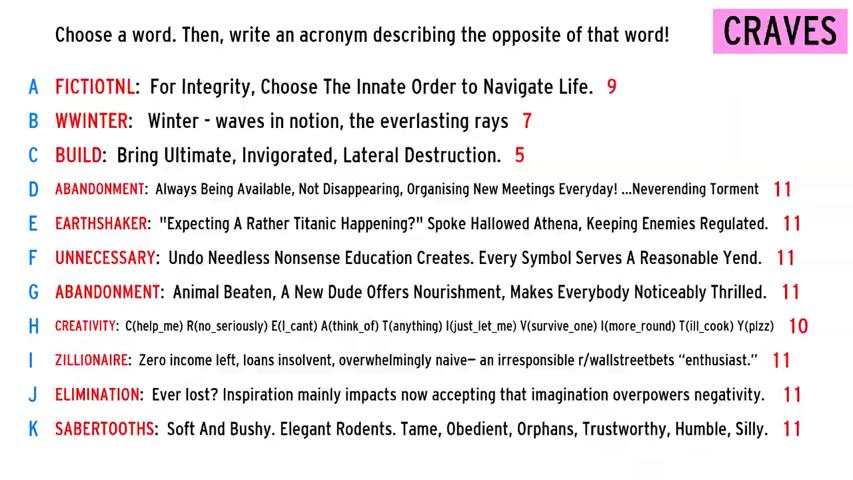 Choose a word. Then, write an acronym describing the opposite of that word!
CRAVES
A FICTIOTNL: For Integrity, Choose The Innate Order to Navigate Life. 9
B WWINTER: Winter - waves in notion, the everlasting rays 7
C BUILD: Bring Ultimate, Invigorated, Lateral Destruction. 5
D ABANDONMENT: Always Being Available, Not Disappearing, Organising New Meetings Everyday! ...Neverending Torment 11
E EARTHSHAKER: "Expecting A Rather Titanic Happening?" Spoke Hallowed Athena, Keeping Enemies Regulated. 11
F UNNECESSARY: Undo Needless Nonsense Education Creates. Every Symbol Serves A Reasonable Yend. 11
G ABANDONMENT: Animal Beaten, A New Dude Offers Nourishment, Makes Everybody Noticeably Thrilled. 11
H CREATIVITY: C(help_me) R(no_seriously) E(I_cant) A(think_of) T(anything) I(just_let_me) V(survive_one) I(more_round) T(ill_cook) Y(plzz) 10
I ZILLIONAIRE: Zero income left, loans insolvent, overwhelmingly naive– an irresponsible r/wallstreetbets “enthusiast.” 11
J ELIMINATION: Ever lost? Inspiration mainly impacts now accepting that imagination overpowers negativity. 11
K SABERTOOTHS: Soft And Bushy. Elegant Rodents. Tame, Obedient, Orphans, Trustworthy, Humble, Silly. 11